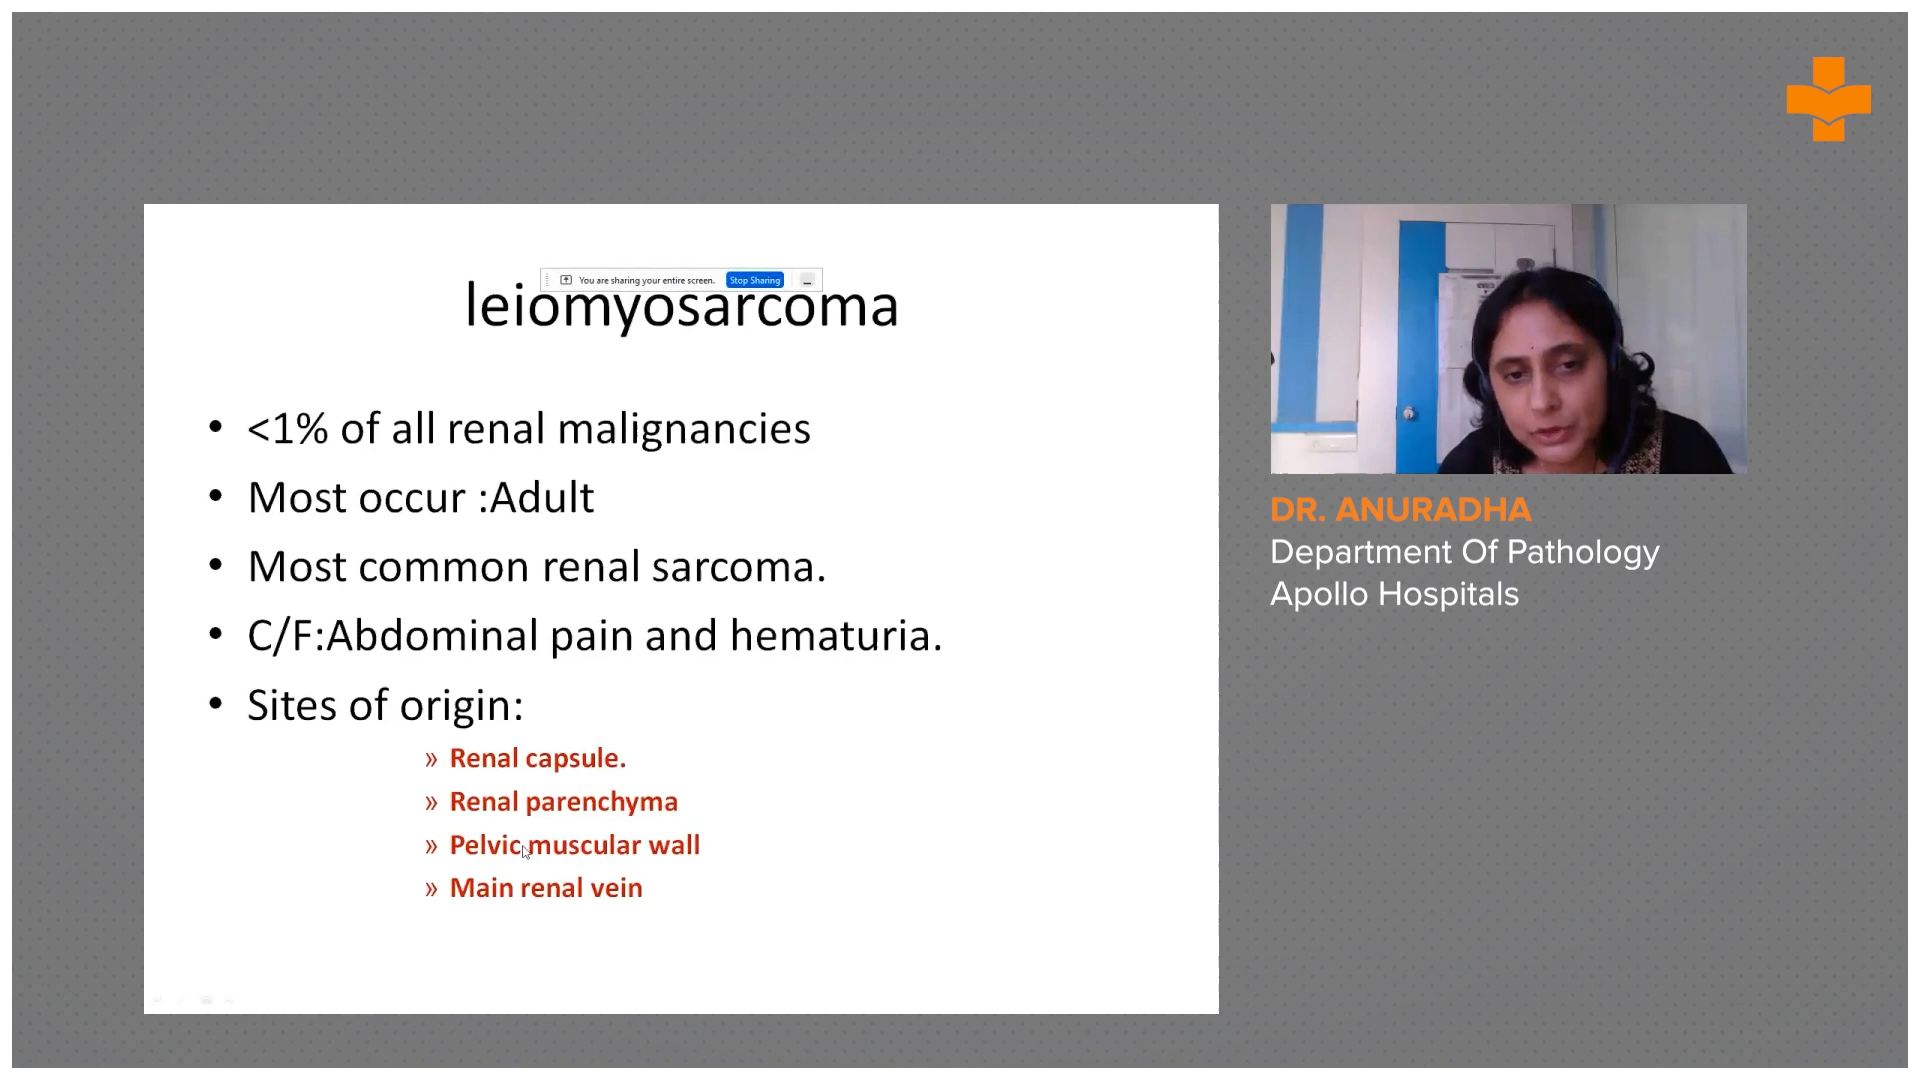 You are sharing your entire screen. Stop Sharing
leiomyosarcoma
• <1% of all renal malignancies
• Most occur :Adult
• Most common renal sarcoma.
• C/F:Abdominal pain and hematuria.
• Sites of origin:
» Renal capsule.
» Renal parenchyma
» Pelvic muscular wall
» Main renal vein
DR. ANURADHA
Department Of Pathology
Apollo Hospitals